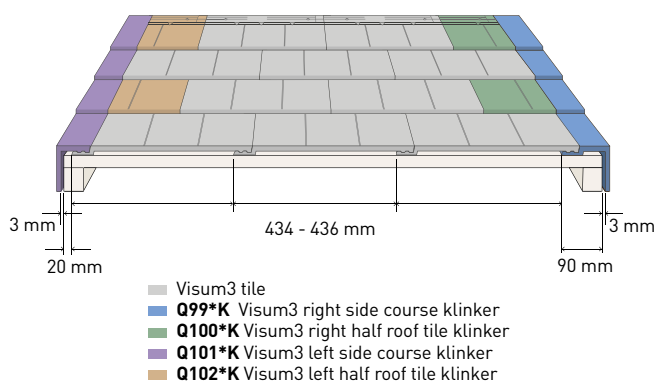 3 mm
434 - 436 mm
3 mm
20 mm
90 mm
Visum3 tile
Q99*K Visum3 right side course klinker
Q100*K Visum3 right half roof tile klinker
Q101*K Visum3 left side course klinker
Q102*K Visum3 left half roof tile klinker